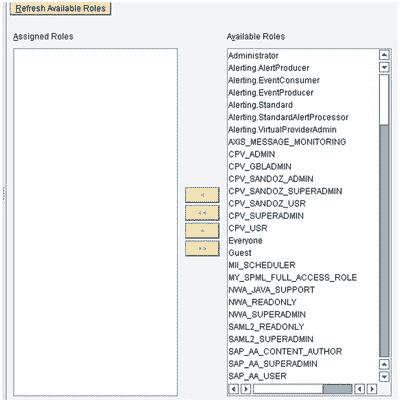 Refresh Available Roles
Assigned Roles
Available Roles
Administrator
Alerting.AlertProducer
Alerting.EventConsumer
Alerting.EventProducer
Alerting.Standard
Alerting.StandardAlertProcessor
Alerting.VirtualProviderAdmin
AXIS_MESSAGE_MONITORING
CPV_ADMIN
CPV_GBLADMIN
CPV_SANDOZ_ADMIN
CPV_SANDOZ_SUPERADMIN
CPV_SANDOZ_USR
CPV_SUPERADMIN
CPV_USR
Everyone
Guest
MII_SCHEDULER
MY_SPML_FULL_ACCESS_ROLE
NWA_JAVA_SUPPORT
NWA_READONLY
NWA_SUPERADMIN
SAML2_READONLY
SAML2_SUPERADMIN
SAP_AA_CONTENT_AUTHOR
SAP_AA_SUPERADMIN
SAP_AA_USER